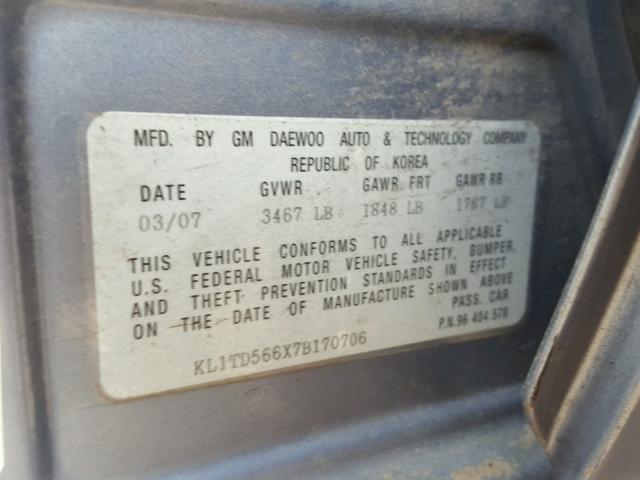 MFD. BY GM DAEWOO AUTO & TECHNOLOGY COMPANY
REPUBLIC OF KOREA
DATE GVWR GAWR FRT GAWR RR
03/07 3467 LB 1848 LB 1767 LB
THIS VEHICLE CONFORMS TO ALL APPLICABLE
U.S. FEDERAL MOTOR VEHICLE SAFETY, BUMPER,
AND THEFT PREVENTION STANDARDS IN EFFECT
ON THE DATE OF MANUFACTURE SHOWN ABOVE
PASS. CAR
P.N.96 404 578
KL1TD566X7B170706